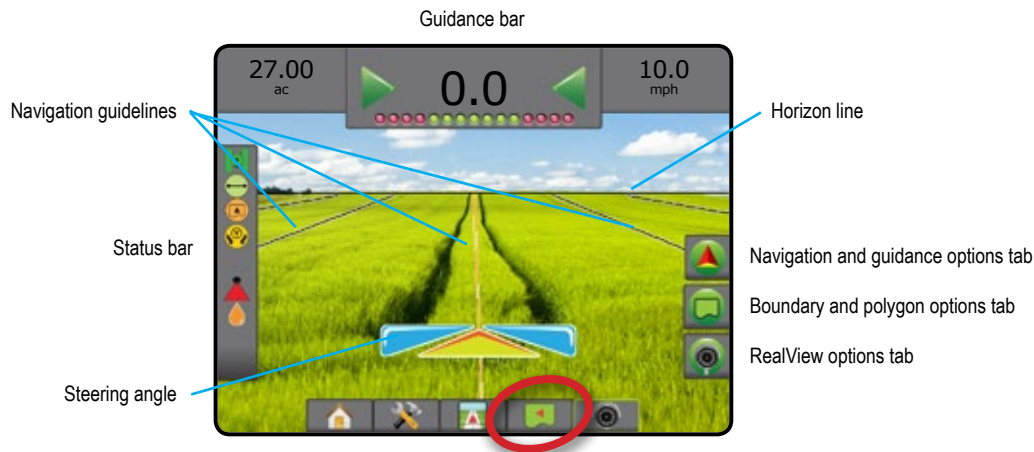 Guidance bar
27.00
ac
0.0
10.0
mph
Navigation guidelines
Horizon line
Status bar
Navigation and guidance options tab
Boundary and polygon options tab
RealView options tab
Steering angle